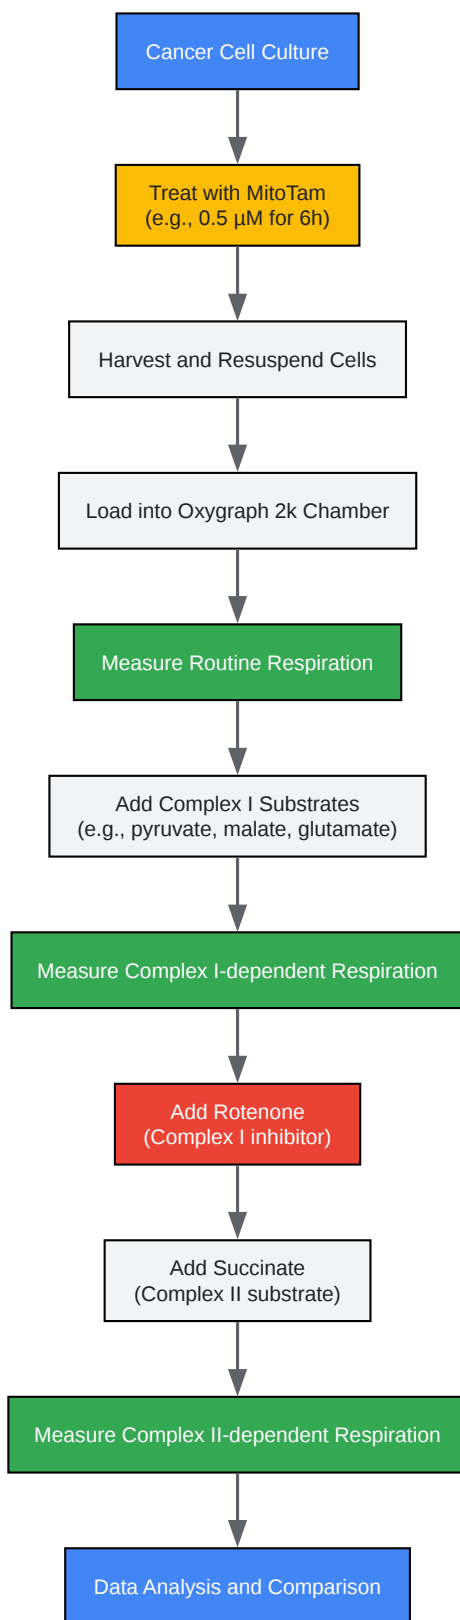 Cancer Cell Culture
Treat with MitoTam
(e.g., 0.5 µM for 6h)
Harvest and Resuspend Cells
Load into Oxygraph 2k Chamber
Measure Routine Respiration
Add Complex I Substrates
(e.g., pyruvate, malate, glutamate)
Measure Complex I-dependent Respiration
Add Rotenone
(Complex I inhibitor)
Add Succinate
(Complex II substrate)
Measure Complex II-dependent Respiration
Data Analysis and Comparison